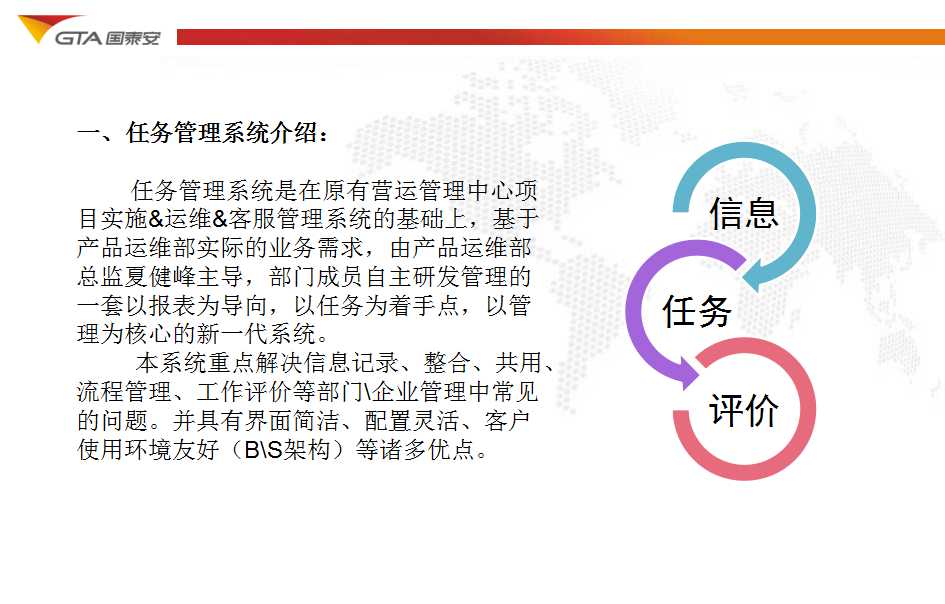 GTA 国泰安
一、任务管理系统介绍：
任务管理系统是在原有营运管理中心项
目实施&运维&客服管理系统的基础上，基于
产品运维部实际的业务需求，由产品运维部
总监夏健峰主导，部门成员自主研发管理的
一套以报表为导向，以任务为着手点，以管
理为核心的新一代系统。
本系统重点解决信息记录、整合、共用、
流程管理、工作评价等部门\企业管理中常见
的问题。并具有界面简洁、配置灵活、客户
使用环境友好（B\S架构）等诸多优点。
信息
任务
评价